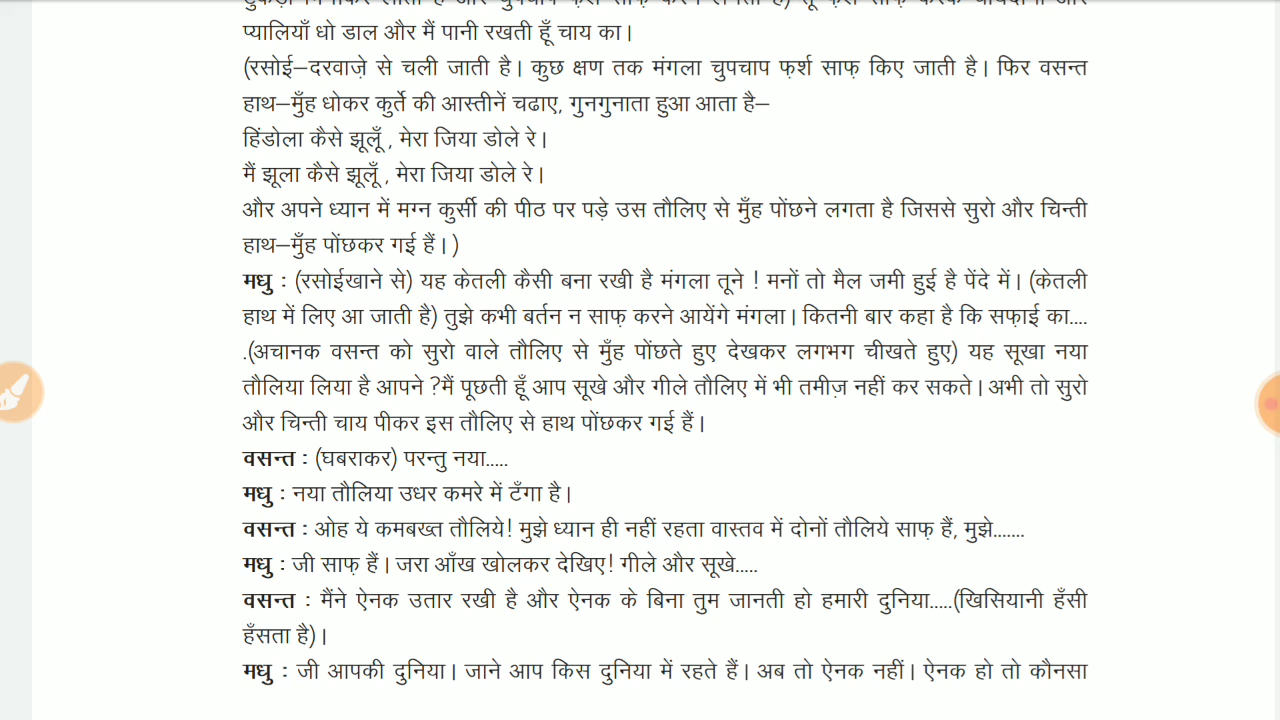 प्यालियाँ धो डाल और मैं पानी रखती हूँ चाय का।
(रसोई–दरवाज़े से चली जाती है। कुछ क्षण तक मंगला चुपचाप फ़र्श साफ़ किए जाती है। फिर वसन्त
हाथ–मुँह धोकर कुर्ते की आस्तीनें चढाए, गुनगुनाता हुआ आता है–
हिंडोला कैसे झूलूँ , मेरा जिया डोले रे।
मैं झूला कैसे झूलूँ , मेरा जिया डोले रे।
और अपने ध्यान में मग्न कुर्सी की पीठ पर पड़े उस तौलिए से मुँह पोंछने लगता है जिससे सुरो और चिन्ती
हाथ–मुँह पोंछकर गई हैं। )
मधु : (रसोईखाने से) यह केतली कैसी बना रखी है मंगला तूने ! मनों तो मैल जमी हुई है पेंदे में। (केतली
हाथ में लिए आ जाती है) तुझे कभी बर्तन न साफ़ करने आयेंगे मंगला। कितनी बार कहा है कि सफ़ाई का....
.(अचानक वसन्त को सुरो वाले तौलिए से मुँह पोंछते हुए देखकर लगभग चीखते हुए) यह सूखा नया
तौलिया लिया है आपने ?मैं पूछती हूँ आप सूखे और गीले तौलिए में भी तमीज़ नहीं कर सकते। अभी तो सुरो
और चिन्ती चाय पीकर इस तौलिए से हाथ पोंछकर गई हैं।
वसन्त : (घबराकर) परन्तु नया.....
मधु : नया तौलिया उधर कमरे में टँगा है।
वसन्त : ओह ये कमबख्त तौलिये! मुझे ध्यान ही नहीं रहता वास्तव में दोनों तौलिये साफ़ हैं, मुझे.......
मधु : जी साफ़ हैं। जरा आँख खोलकर देखिए! गीले और सूखे.....
वसन्त : मैंने ऐनक उतार रखी है और ऐनक के बिना तुम जानती हो हमारी दुनिया.....(खिसियानी हँसी
हँसता है)।
मधु : जी आपकी दुनिया। जाने आप किस दुनिया में रहते हैं। अब तो ऐनक नहीं। ऐनक हो तो कौनसा